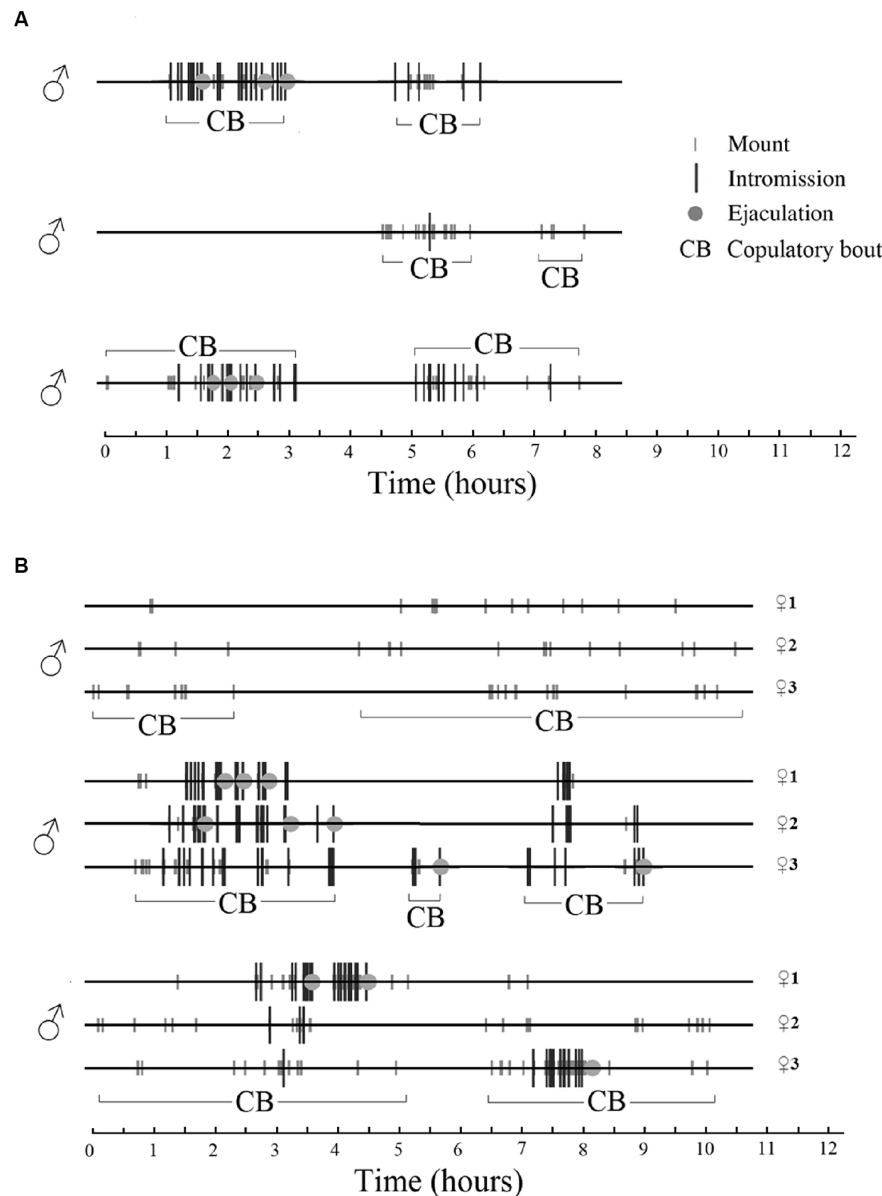 A
♂
CB CB
Mount
Intromission
Ejaculation
CB Copulatory bout
♂
CB CB
♂
CB CB
0 1 2 3 4 5 6 7 8 9 10 11 12
Time (hours)
B
♀1
♂
♀2
♀3
CB CB
♀1
♂
♀2
♀3
CB CB CB
♀1
♂
♀2
♀3
CB CB
0 1 2 3 4 5 6 7 8 9 10 11 12
Time (hours)